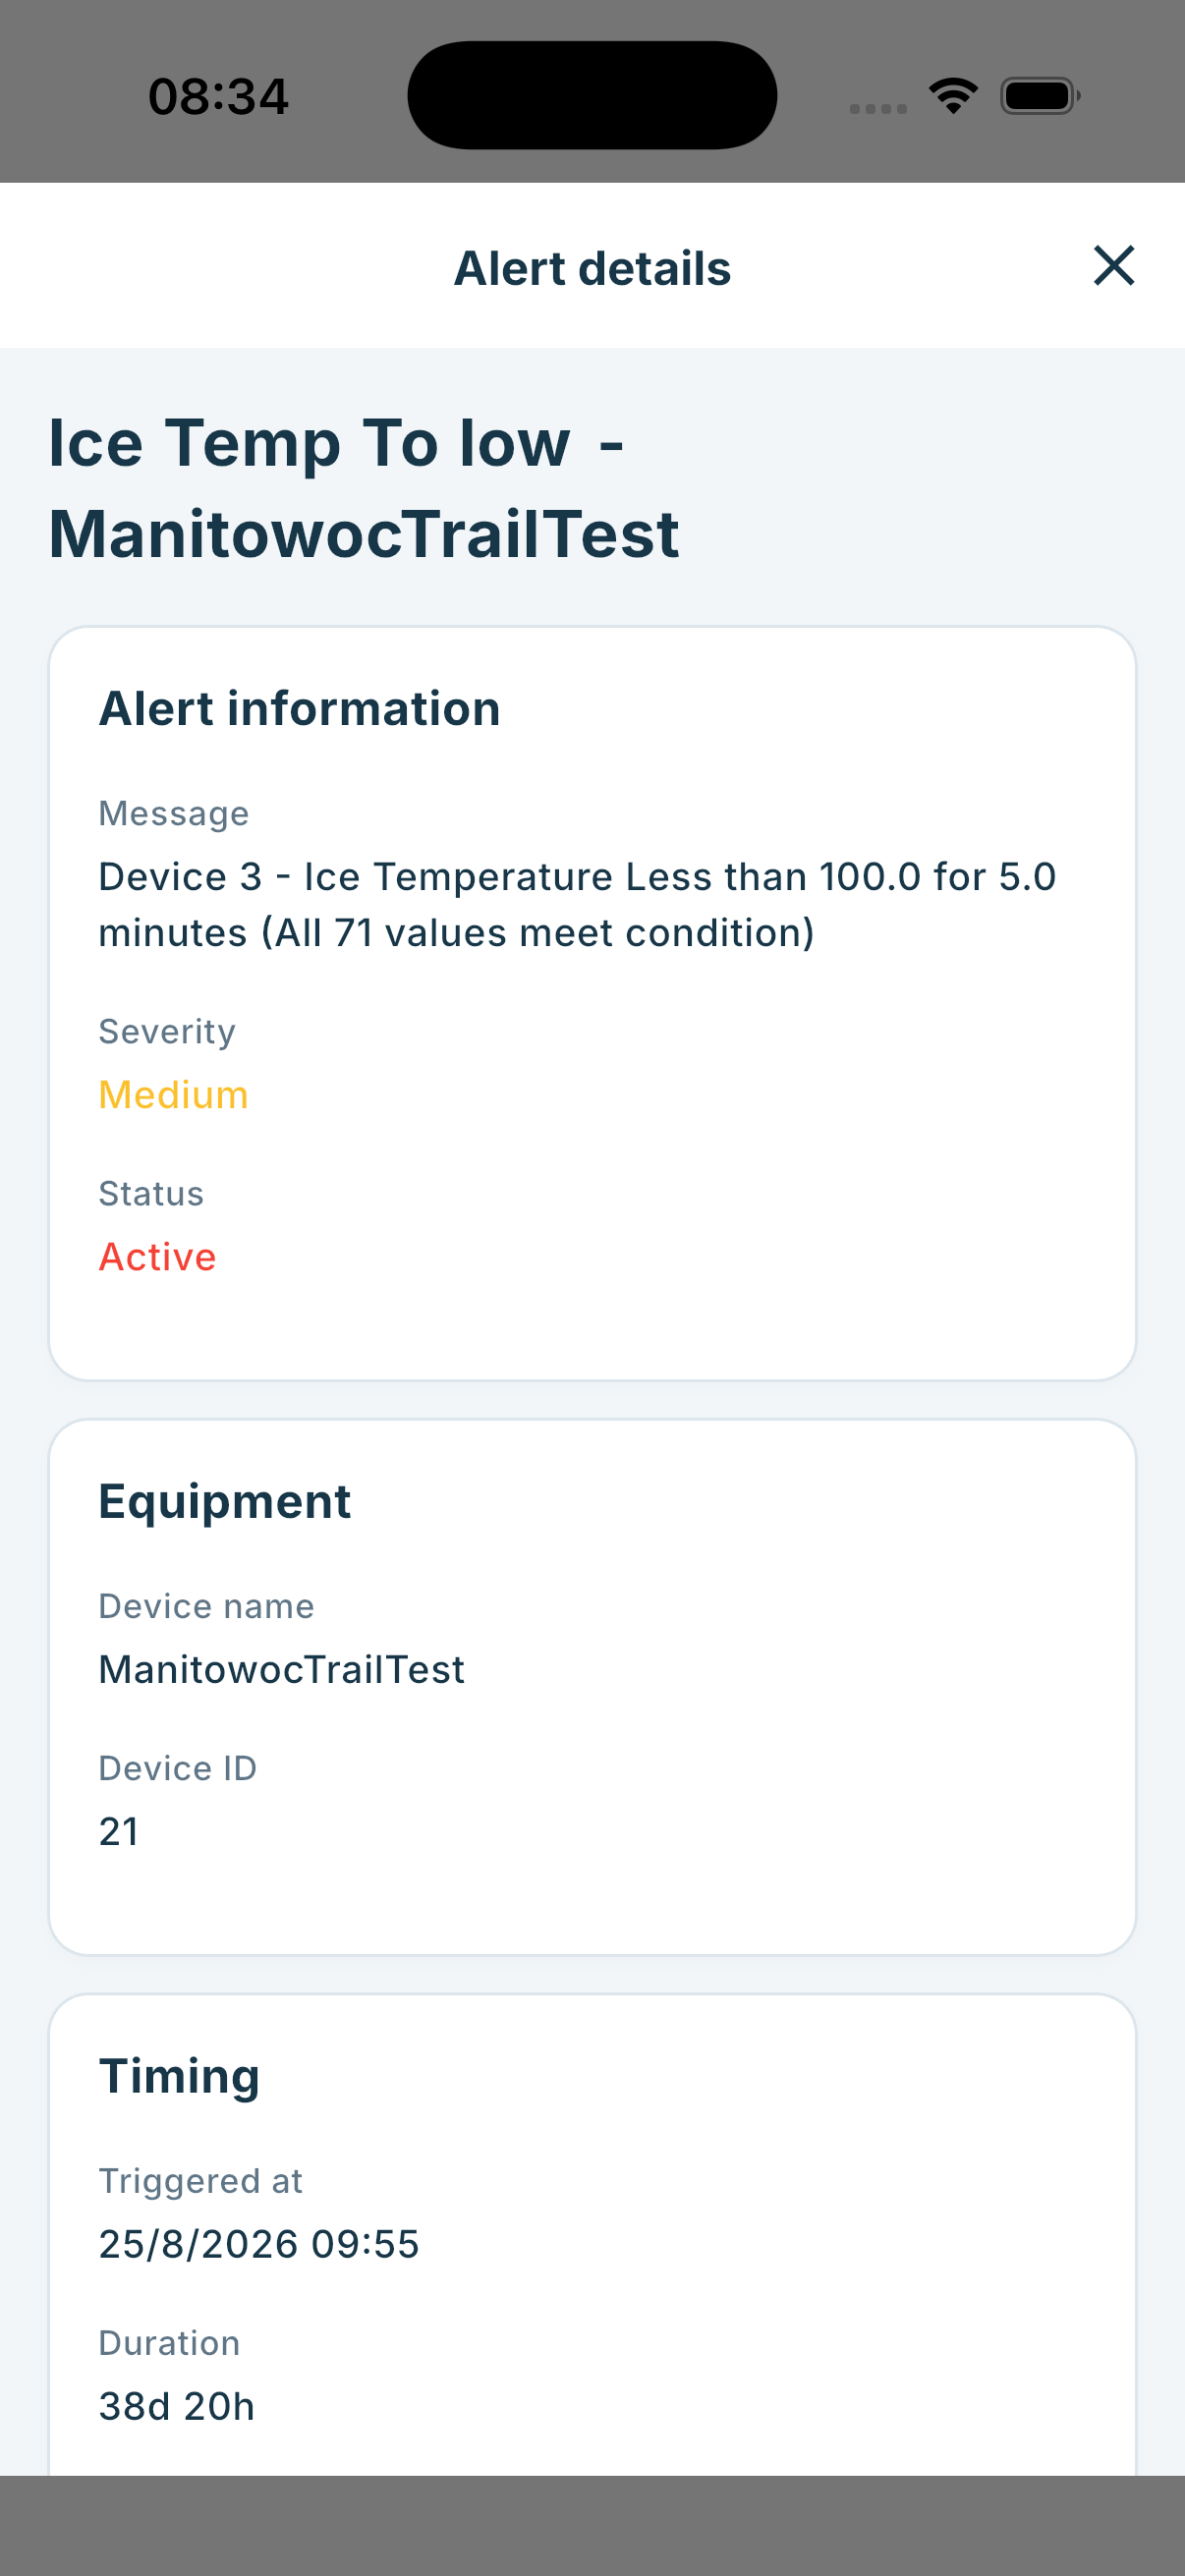 08:34
Alert details
Ice Temp To low -
ManitowocTrailTest
Alert information
Message
Device 3 - Ice Temperature Less than 100.0 for 5.0
minutes (All 71 values meet condition)
Severity
Medium
Status
Active
Equipment
Device name
ManitowocTrailTest
Device ID
21
Timing
Triggered at
25/8/2026 09:55
Duration
38d 20h